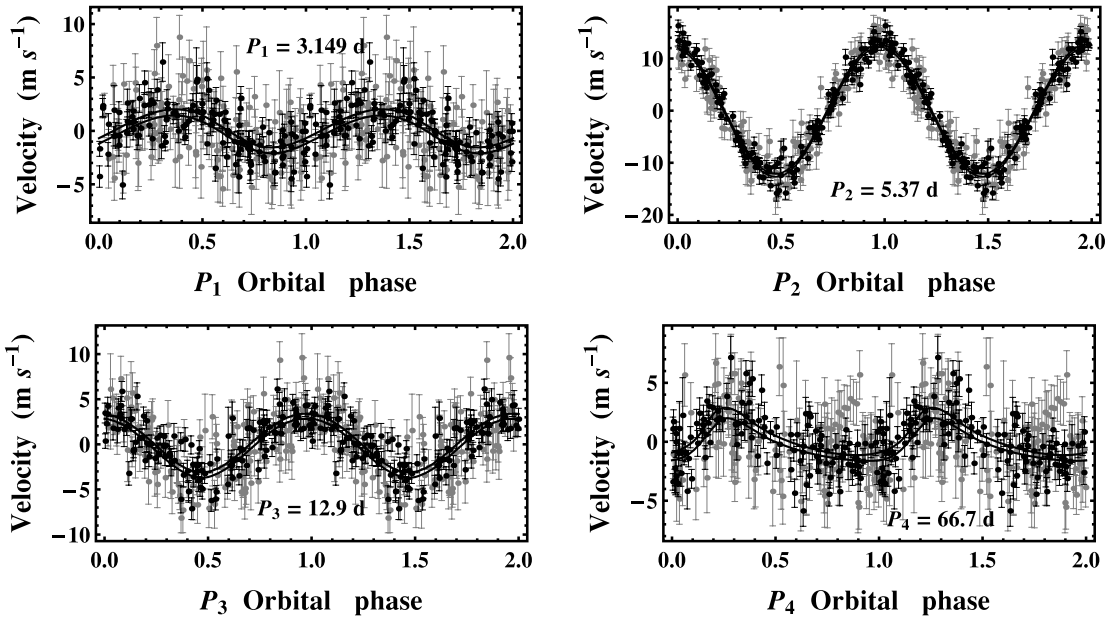 Velocity (m s⁻¹)
10
5
0
−5
P₁ = 3.149 d
0.0 0.5 1.0 1.5 2.0
P₁ Orbital phase
Velocity (m s⁻¹)
10
0
−10
−20
P₂ = 5.37 d
0.0 0.5 1.0 1.5 2.0
P₂ Orbital phase
Velocity (m s⁻¹)
10
5
0
−5
−10
P₃ = 12.9 d
0.0 0.5 1.0 1.5 2.0
P₃ Orbital phase
Velocity (m s⁻¹)
5
0
−5
P₄ = 66.7 d
0.0 0.5 1.0 1.5 2.0
P₄ Orbital phase